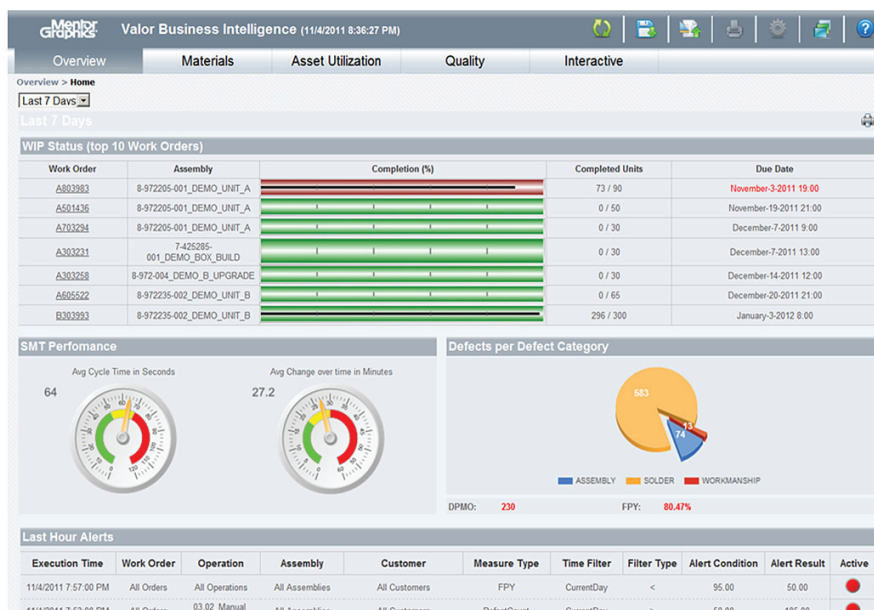 Mentor Graphics
Valor Business Intelligence (11/4/2011 8:36:27 PM)
Overview Materials Asset Utilization Quality Interactive
Overview > Home
Last 7 Days
Last 7 Days
WIP Status (top 10 Work Orders)
Work Order Assembly Completion (%) Completed Units Due Date
A803983 8-972205-001_DEMO_UNIT_A 73 / 90 November-3-2011 19:00
A501436 8-972205-001_DEMO_UNIT_A 0 / 50 November-19-2011 21:00
A703294 8-972205-001_DEMO_UNIT_A 0 / 30 December-7-2011 9:00
A303231 7-425285-001_DEMO_BOX_BUILD 0 / 30 December-7-2011 13:00
A303258 8-972-004_DEMO_B_UPGRADE 0 / 30 December-14-2011 12:00
A605522 8-972235-002_DEMO_UNIT_B 0 / 65 December-20-2011 21:00
B303993 8-972235-002_DEMO_UNIT_B 296 / 300 January-3-2012 8:00
SMT Perfomance Defects per Defect Category
Avg Cycle Time in Seconds Avg Change over time in Minutes
64 27.2
583
13
74
ASSEMBLY SOLDER WORKMANSHIP
DPMO: 230 FPY: 80.47%
Last Hour Alerts
Execution Time Work Order Operation Assembly Customer Measure Type Time Filter Filter Type Alert Condition Alert Result Active
11/4/2011 7:57:00 PM All Orders All Operations All Assemblies All Customers FPY CurrentDay < 95.00 50.00
03.02_Manual